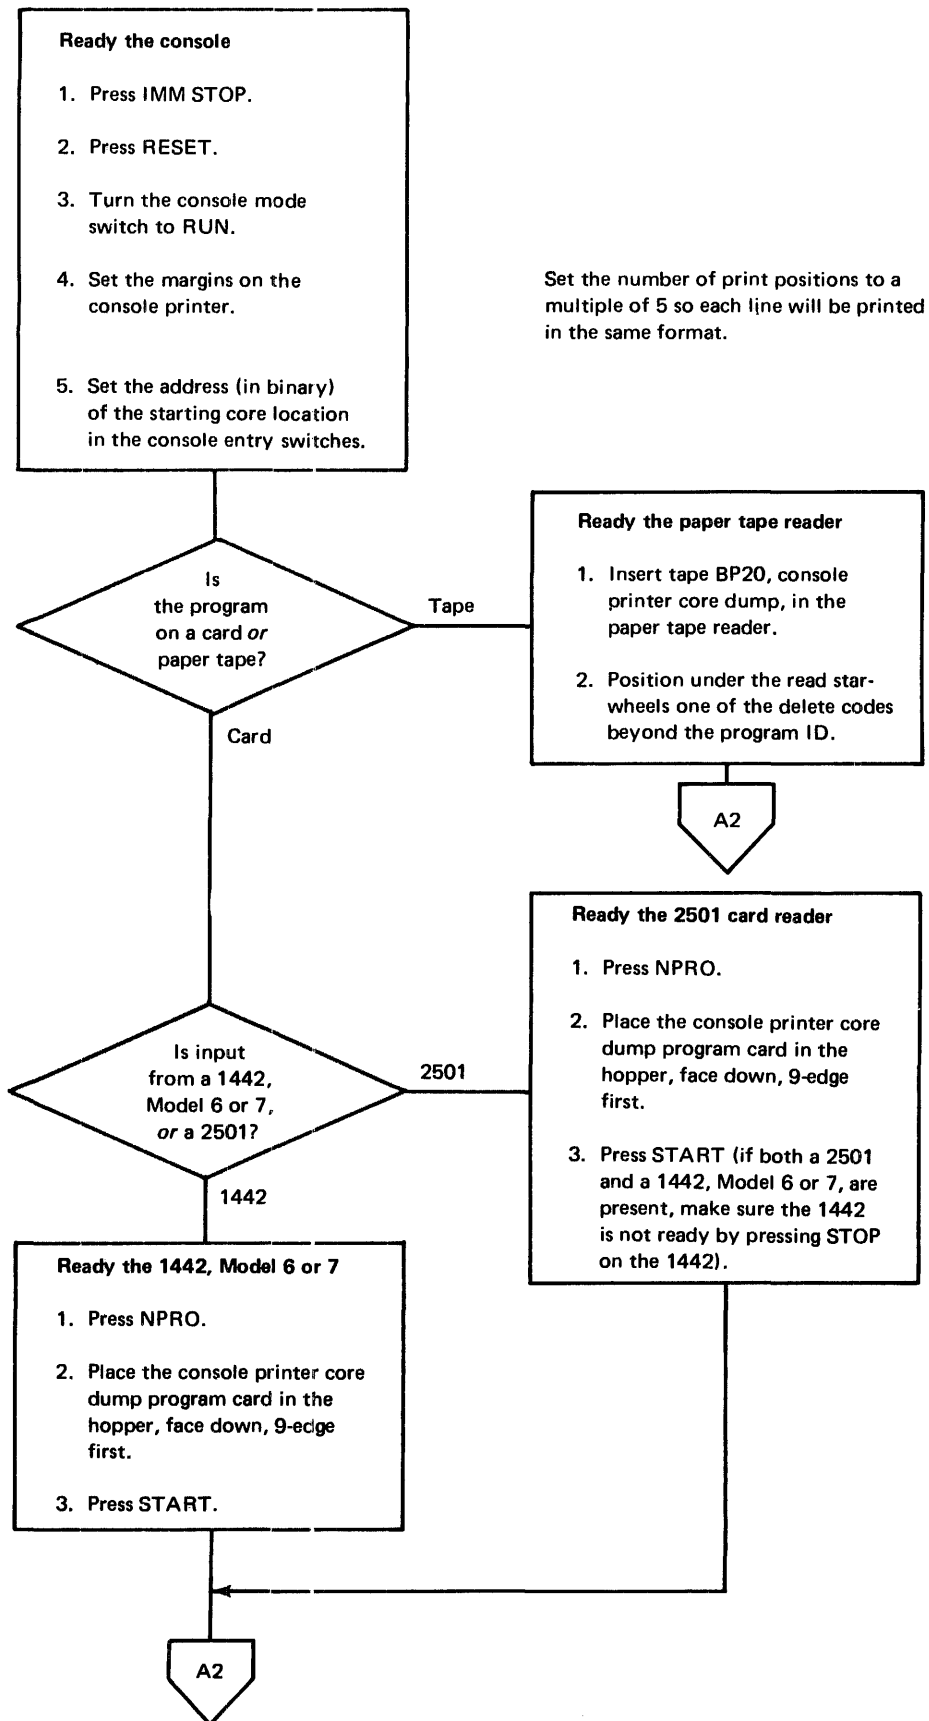 Ready the console
1. Press IMM STOP.
2. Press RESET.
3. Turn the console mode
switch to RUN.
4. Set the margins on the
console printer.
Set the number of print positions to a
multiple of 5 so each line will be printed
in the same format.
5. Set the address (in binary)
of the starting core location
in the console entry switches.
Is
the program
on a card or
paper tape?
Tape
Ready the paper tape reader
1. Insert tape BP20, console
printer core dump, in the
paper tape reader.
2. Position under the read star-
wheels one of the delete codes
beyond the program ID.
A2
Card
Is input
from a 1442,
Model 6 or 7,
or a 2501?
2501
Ready the 2501 card reader
1. Press NPRO.
2. Place the console printer core
dump program card in the
hopper, face down, 9-edge
first.
3. Press START (if both a 2501
and a 1442, Model 6 or 7, are
present, make sure the 1442
is not ready by pressing STOP
on the 1442).
1442
Ready the 1442, Model 6 or 7
1. Press NPRO.
2. Place the console printer core
dump program card in the
hopper, face down, 9-edge
first.
3. Press START.
A2